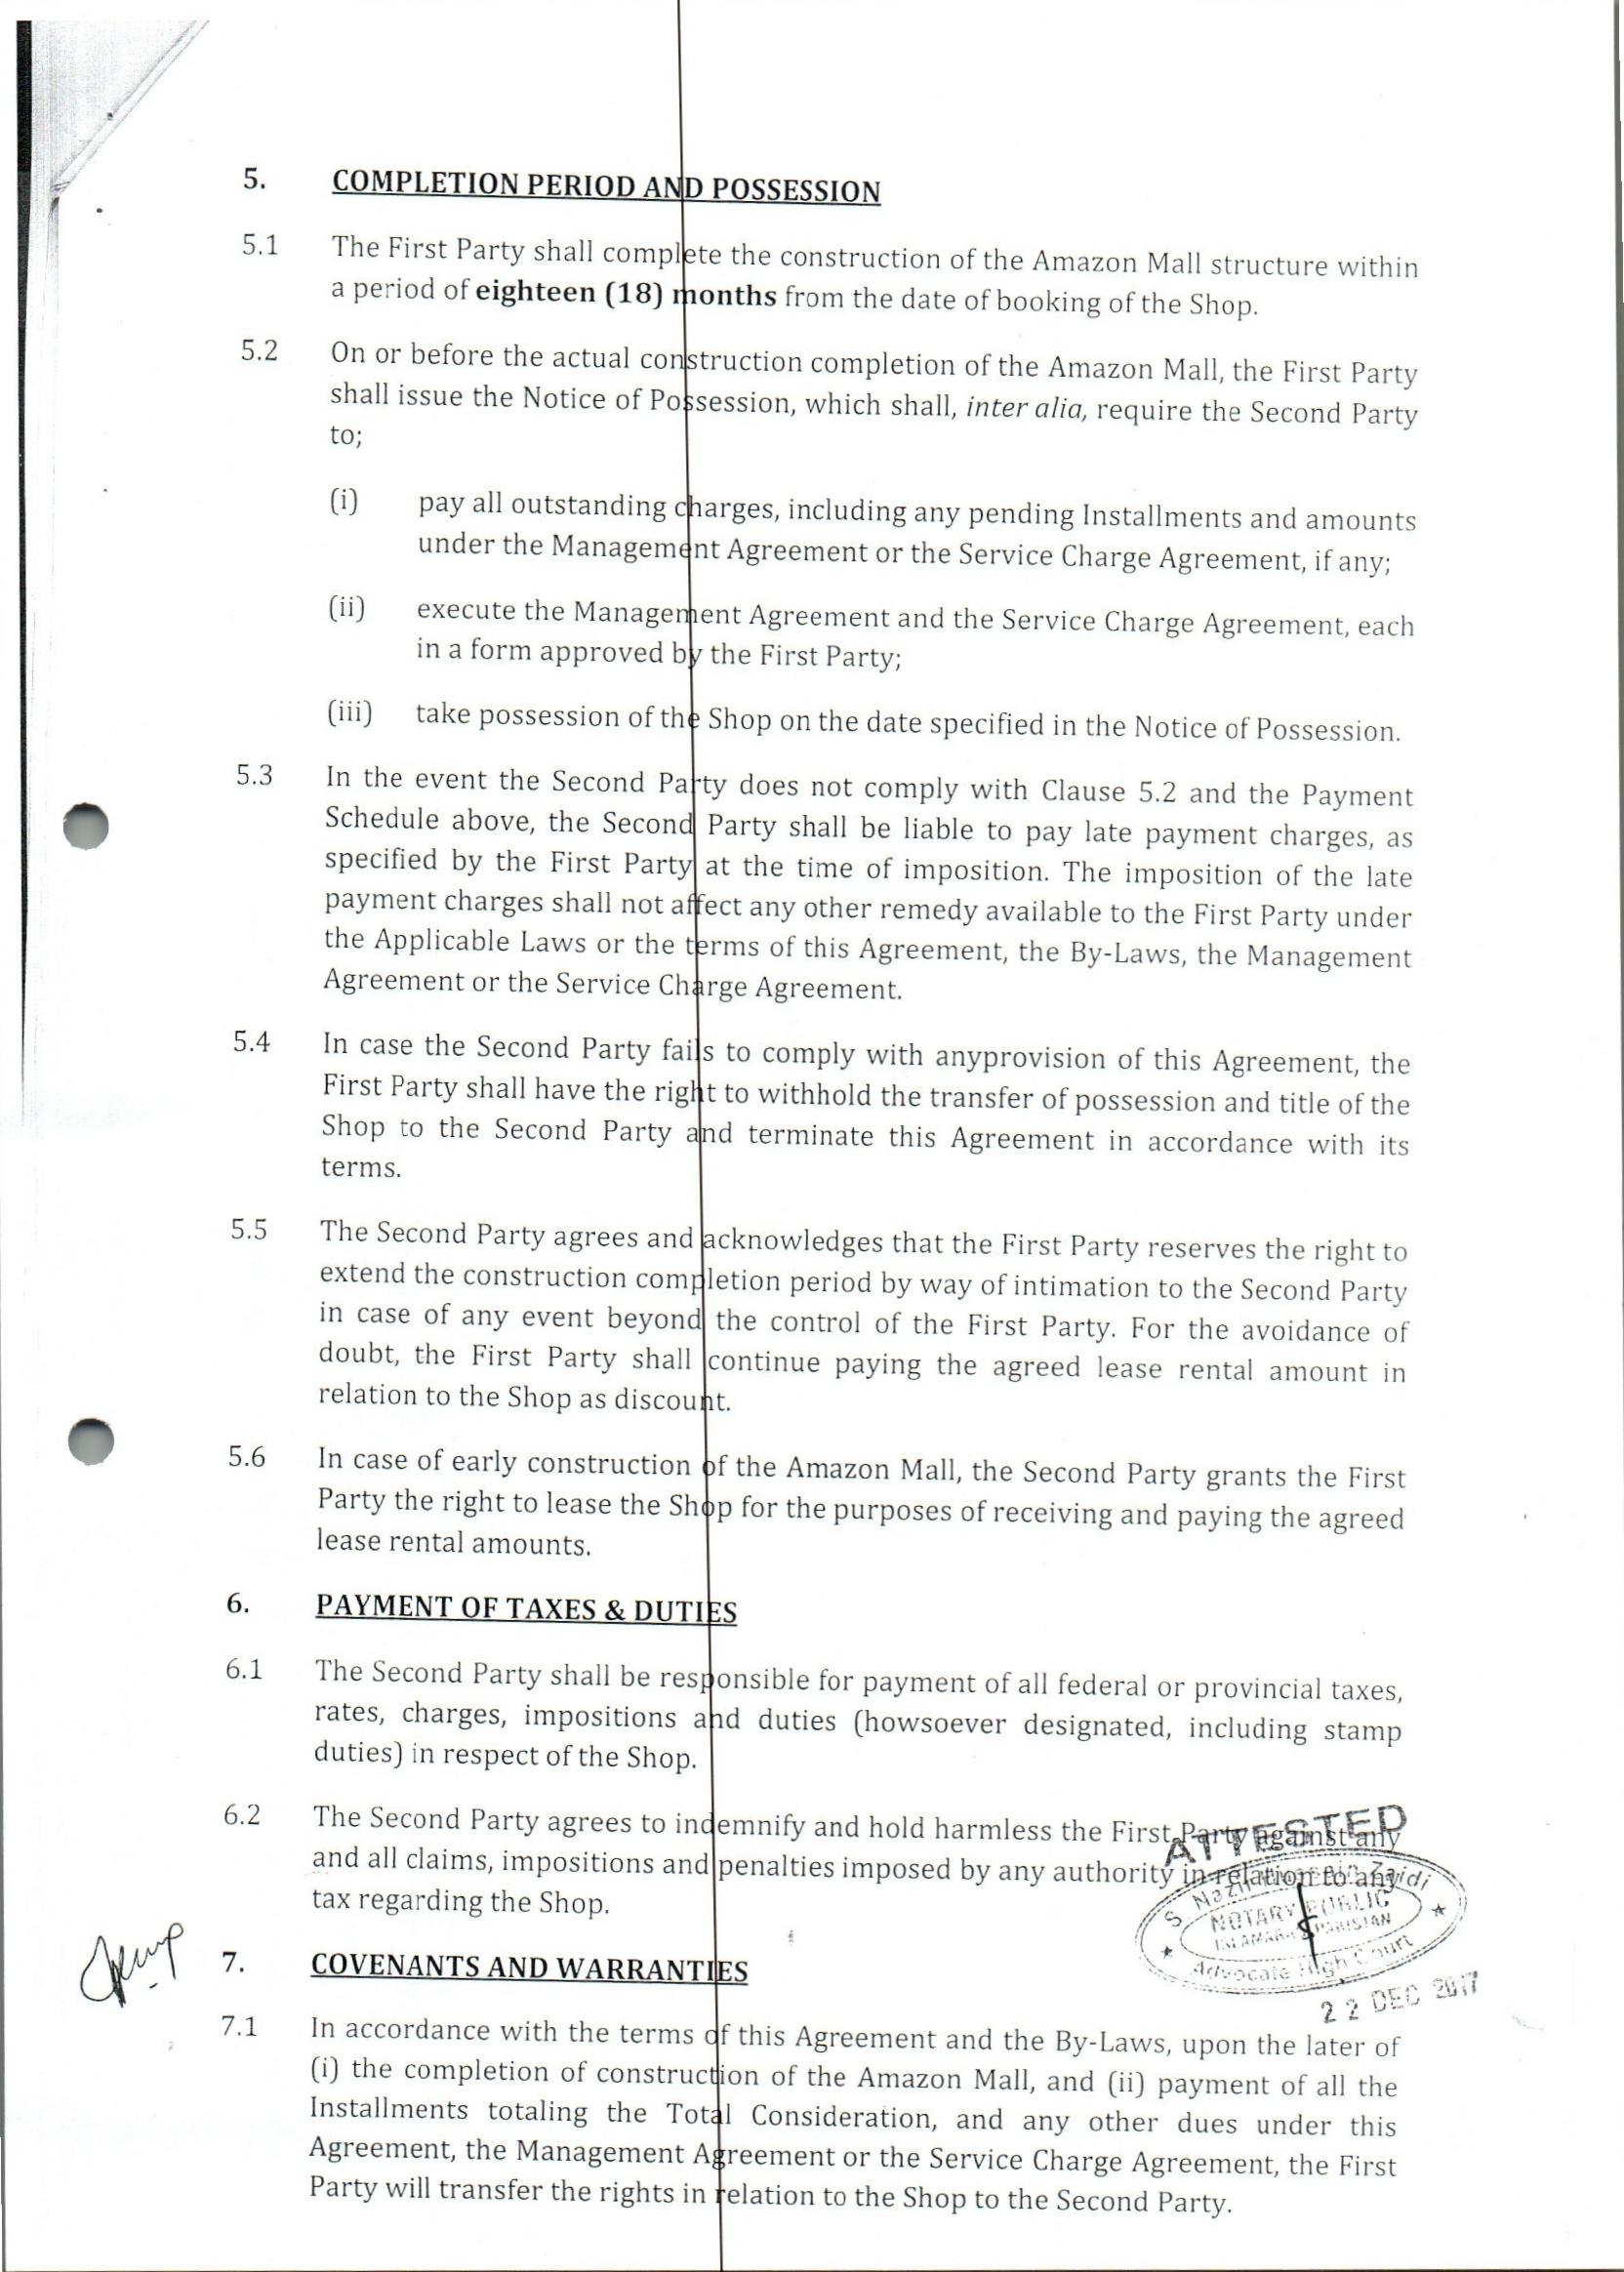 5. COMPLETION PERIOD AND POSSESSION
5.1 The First Party shall complete the construction of the Amazon Mall structure within
a period of eighteen (18) months from the date of booking of the Shop.
5.2 On or before the actual construction completion of the Amazon Mall, the First Party
shall issue the Notice of Possession, which shall, inter alia, require the Second Party
to;
(i) pay all outstanding charges, including any pending Installments and amounts
under the Management Agreement or the Service Charge Agreement, if any;
(ii) execute the Management Agreement and the Service Charge Agreement, each
in a form approved by the First Party;
(iii) take possession of the Shop on the date specified in the Notice of Possession.
5.3 In the event the Second Party does not comply with Clause 5.2 and the Payment
Schedule above, the Second Party shall be liable to pay late payment charges, as
specified by the First Party at the time of imposition. The imposition of the late
payment charges shall not affect any other remedy available to the First Party under
the Applicable Laws or the terms of this Agreement, the By-Laws, the Management
Agreement or the Service Charge Agreement.
5.4 In case the Second Party fails to comply with anyprovision of this Agreement, the
First Party shall have the right to withhold the transfer of possession and title of the
Shop to the Second Party and terminate this Agreement in accordance with its
terms.
5.5 The Second Party agrees and acknowledges that the First Party reserves the right to
extend the construction completion period by way of intimation to the Second Party
in case of any event beyond the control of the First Party. For the avoidance of
doubt, the First Party shall continue paying the agreed lease rental amount in
relation to the Shop as discount.
5.6 In case of early construction of the Amazon Mall, the Second Party grants the First
Party the right to lease the Shop for the purposes of receiving and paying the agreed
lease rental amounts.
6. PAYMENT OF TAXES & DUTIES
6.1 The Second Party shall be responsible for payment of all federal or provincial taxes,
rates, charges, impositions and duties (howsoever designated, including stamp
duties) in respect of the Shop.
6.2 The Second Party agrees to indemnify and hold harmless the First Party against any
and all claims, impositions and penalties imposed by any authority in relation to any
tax regarding the Shop.
ATTESTED
S Zaidi
NOTARY PUBLIC
ISLAMABAD PAKISTAN
Advocate High Court
22 DEC 2017
7. COVENANTS AND WARRANTIES
7.1 In accordance with the terms of this Agreement and the By-Laws, upon the later of
(i) the completion of construction of the Amazon Mall, and (ii) payment of all the
Installments totaling the Total Consideration, and any other dues under this
Agreement, the Management Agreement or the Service Charge Agreement, the First
Party will transfer the rights in relation to the Shop to the Second Party.